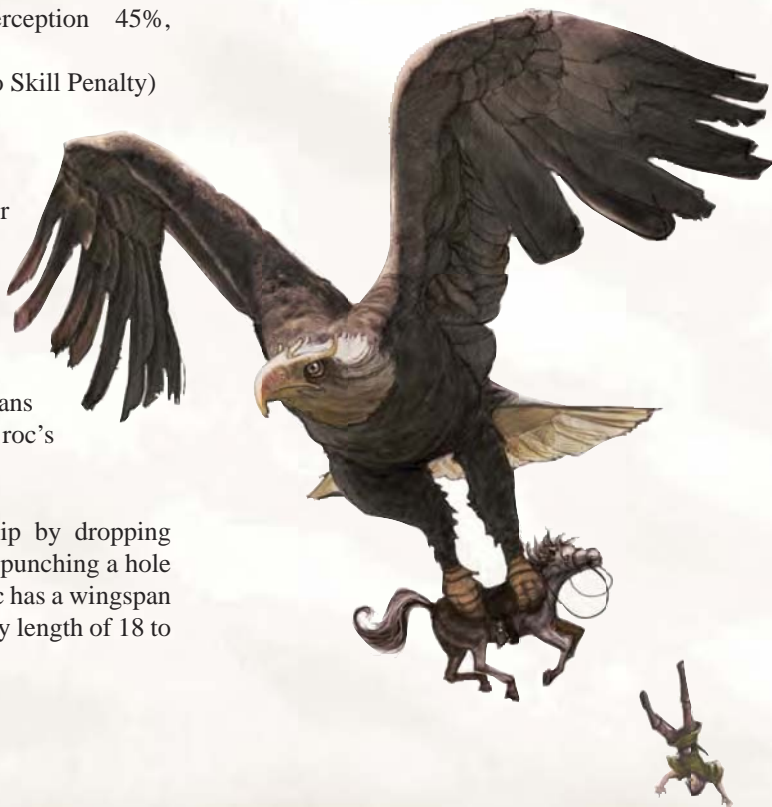 erception 45%,
o Skill Penalty)
r
ans
roc's
ip by dropping
punching a hole
c has a wingspan
y length of 18 to